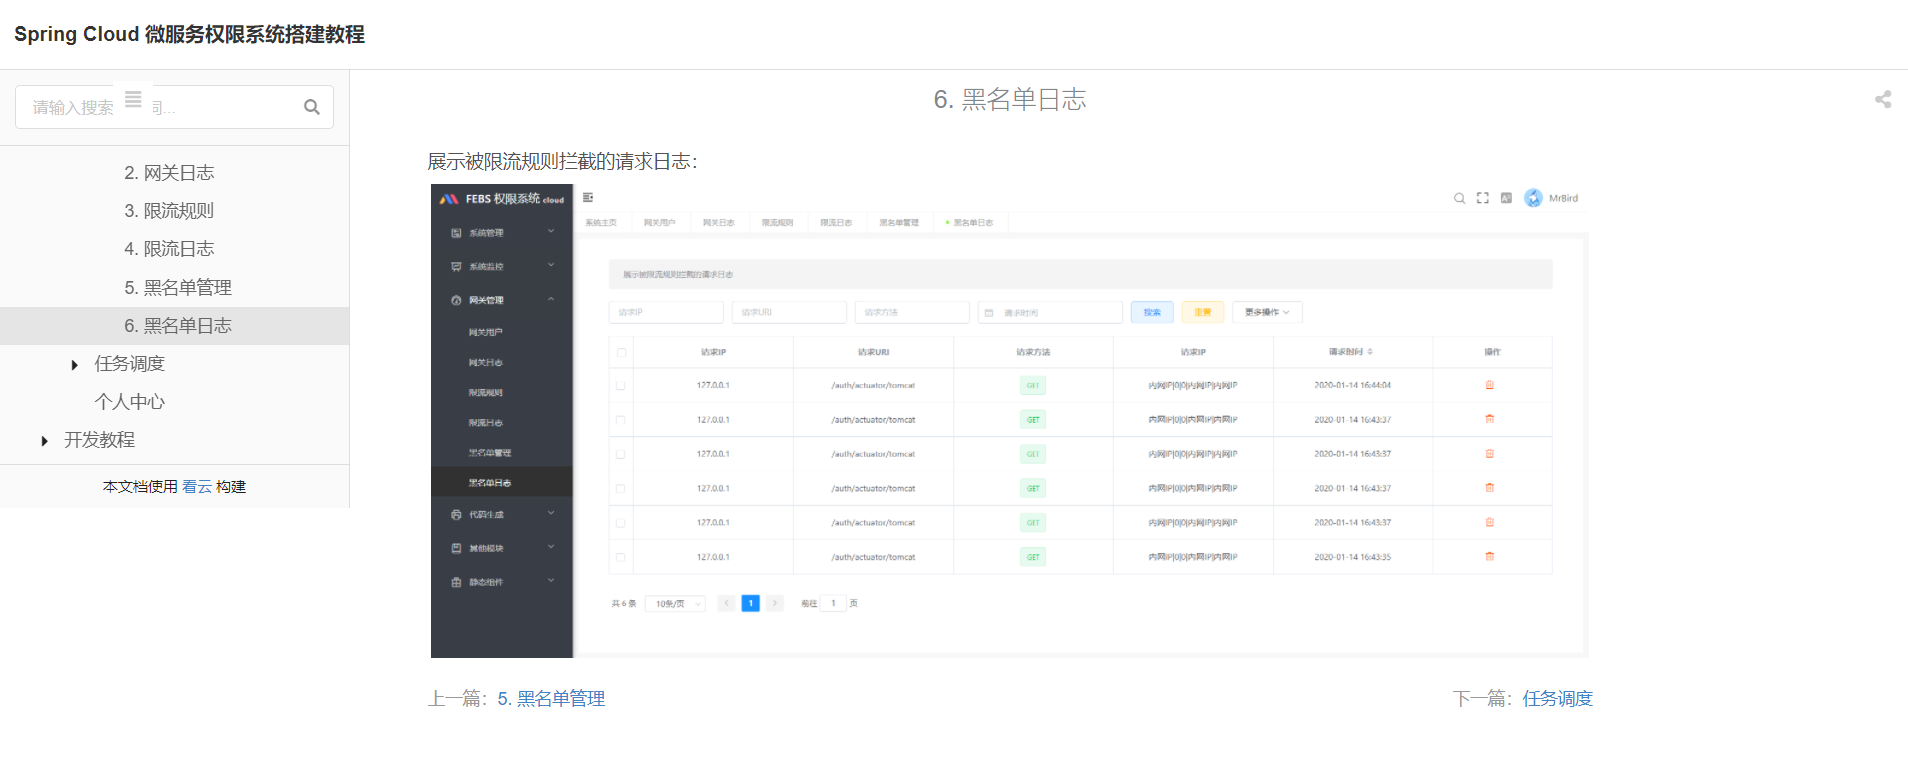 Spring Cloud 微服务权限系统搭建教程
请输入搜索 词...
2. 网关日志
3. 限流规则
4. 限流日志
5. 黑名单管理
6. 黑名单日志
任务调度
个人中心
开发教程
本文档使用 看云 构建
6. 黑名单日志
展示被限流规则拦截的请求日志:
FEBS 权限系统 cloud
MrBird
系统主页 网关用户 网关日志 限流规则 限流日志 黑名单管理 黑名单日志
系统管理
系统监控
网关管理
网关用户
网关日志
限流规则
限流日志
黑名单管理
黑名单日志
代码生成
其他模块
静态组件
展示被限流规则拦截的请求日志
请求IP 请求URI 请求方法 请求时间 搜索 重置 更多操作
请求IP 请求URI 请求方法 请求IP 请求时间 操作
127.0.0.1 /auth/actuator/tomcat GET 内网IP|0|0|内网IP|内网IP 2020-01-14 16:44:04
127.0.0.1 /auth/actuator/tomcat GET 内网IP|0|0|内网IP|内网IP 2020-01-14 16:43:37
127.0.0.1 /auth/actuator/tomcat GET 内网IP|0|0|内网IP|内网IP 2020-01-14 16:43:37
127.0.0.1 /auth/actuator/tomcat GET 内网IP|0|0|内网IP|内网IP 2020-01-14 16:43:37
127.0.0.1 /auth/actuator/tomcat GET 内网IP|0|0|内网IP|内网IP 2020-01-14 16:43:37
127.0.0.1 /auth/actuator/tomcat GET 内网IP|0|0|内网IP|内网IP 2020-01-14 16:43:35
共 6 条 10条/页 1 前往 1 页
上一篇: 5. 黑名单管理
下一篇: 任务调度